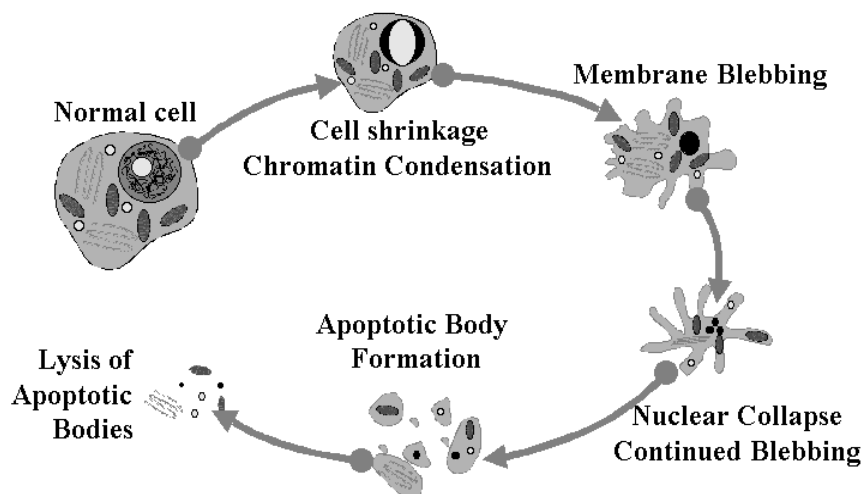 Normal cell
Cell shrinkage
Chromatin Condensation
Membrane Blebbing
Nuclear Collapse
Continued Blebbing
Apoptotic Body
Formation
Lysis of
Apoptotic
Bodies